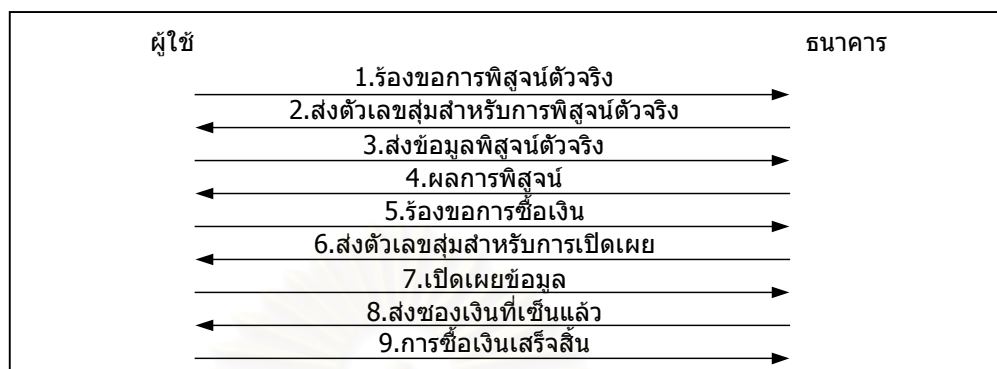 ผู้ใช้ ธนาคาร
1.ร้องขอการพิสูจน์ตัวจริง
2.ส่งตัวเลขสุ่มสำหรับการพิสูจน์ตัวจริง
3.ส่งข้อมูลพิสูจน์ตัวจริง
4.ผลการพิสูจน์
5.ร้องขอการซื้อเงิน
6.ส่งตัวเลขสุ่มสำหรับการเปิดเผย
7.เปิดเผยข้อมูล
8.ส่งซองเงินที่เซ็นแล้ว
9.การซื้อเงินเสร็จสิ้น